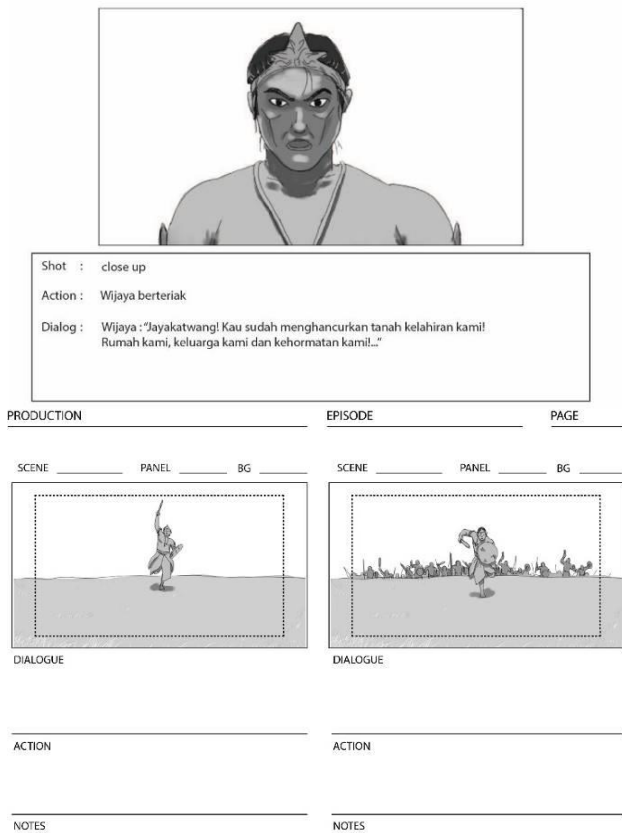 Shot : close up
Action : Wijaya berteriak
Dialog : Wijaya : “Jayakatwang! Kau sudah menghancurkan tanah kelahiran kami!
Rumah kami, keluarga kami dan kehormatan kami!...”
PRODUCTION EPISODE PAGE
SCENE PANEL BG SCENE PANEL BG
DIALOGUE DIALOGUE
ACTION ACTION
NOTES NOTES